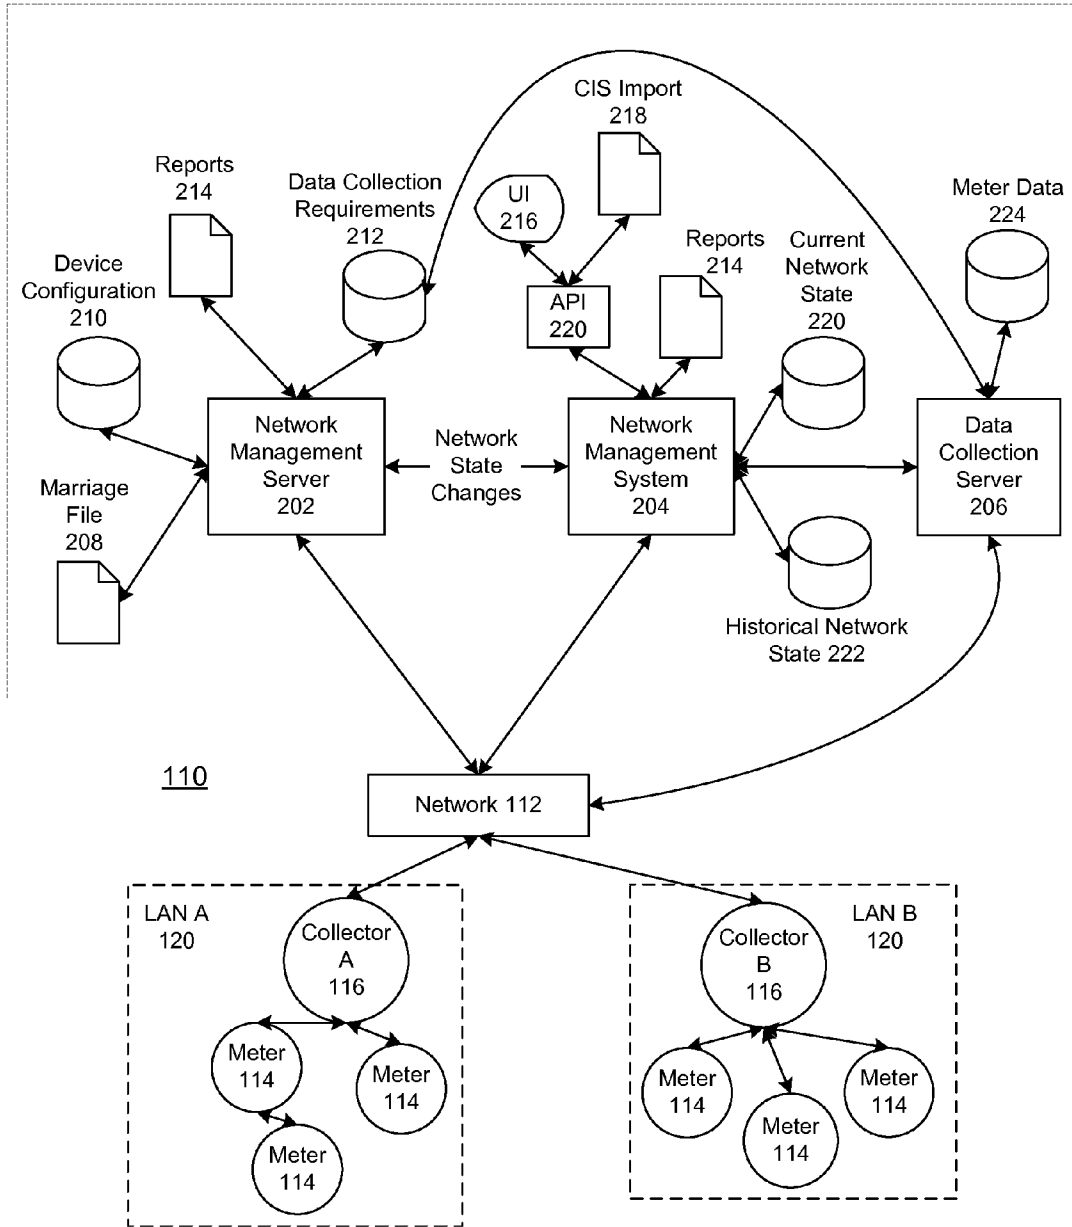 CIS Import
218
Reports
214
Data Collection
Requirements
212
UI
216
Meter Data
224
Device
Configuration
210
Reports
214
Current
Network
State
220
API
220
Network
Management
Server
202
Network
State
Changes
Network
Management
System
204
Data
Collection
Server
206
Marriage
File
208
Historical Network
State 222
110
Network 112
LAN A
120
Collector
A
116
Meter
114
Meter
114
Meter
114
LAN B
120
Collector
B
116
Meter
114
Meter
114
Meter
114